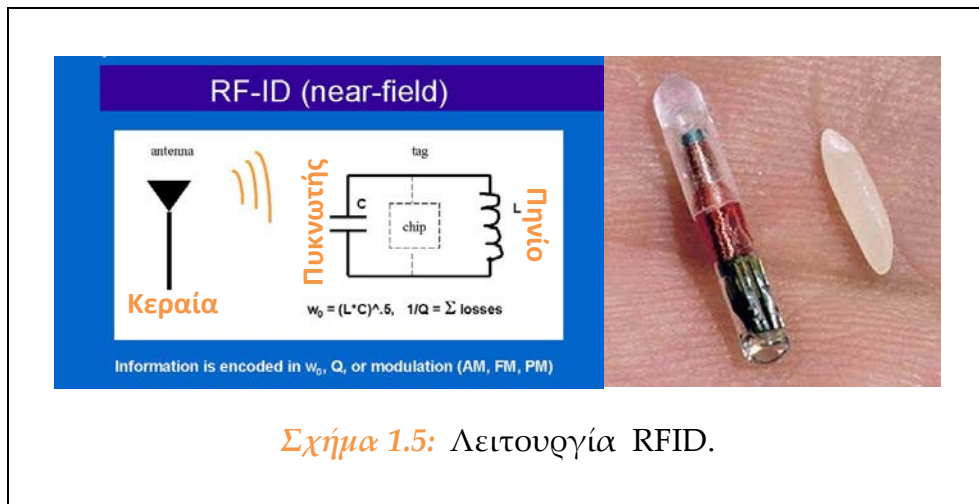 RF-ID (near-field)
antenna
tag
C
L
chip
Κεραία
Πυκνωτής
Πηνίο
w₀ = (L*C)^.5, 1/Q = Σ losses
Information is encoded in w₀, Q, or modulation (AM, FM, PM)
Σχήμα 1.5: Λειτουργία RFID.